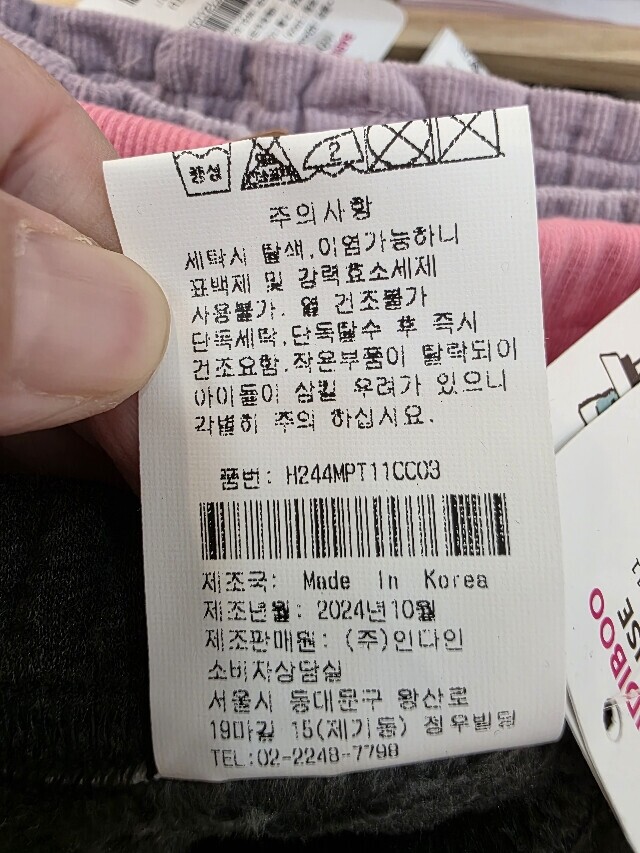 중성
2
주의사항
세탁시 탈색,이염가능하니
표백제 및 강력효소세제
사용불가. 열 건조불가
단독세탁,단독탈수 후 즉시
건조요함.작은부품이 탈락되어
아이들이 삼킬 우려가 있으니
각별히 주의 하십시요.
품번: H244MPT11CC03
제조국: Made In Korea
제조년월: 2024년10월
제조판매원: (주)인다인
소비자상담실
서울시 동대문구 왕산로
19마길 15(제기동) 정우빌딩
TEL:02-2248-7798